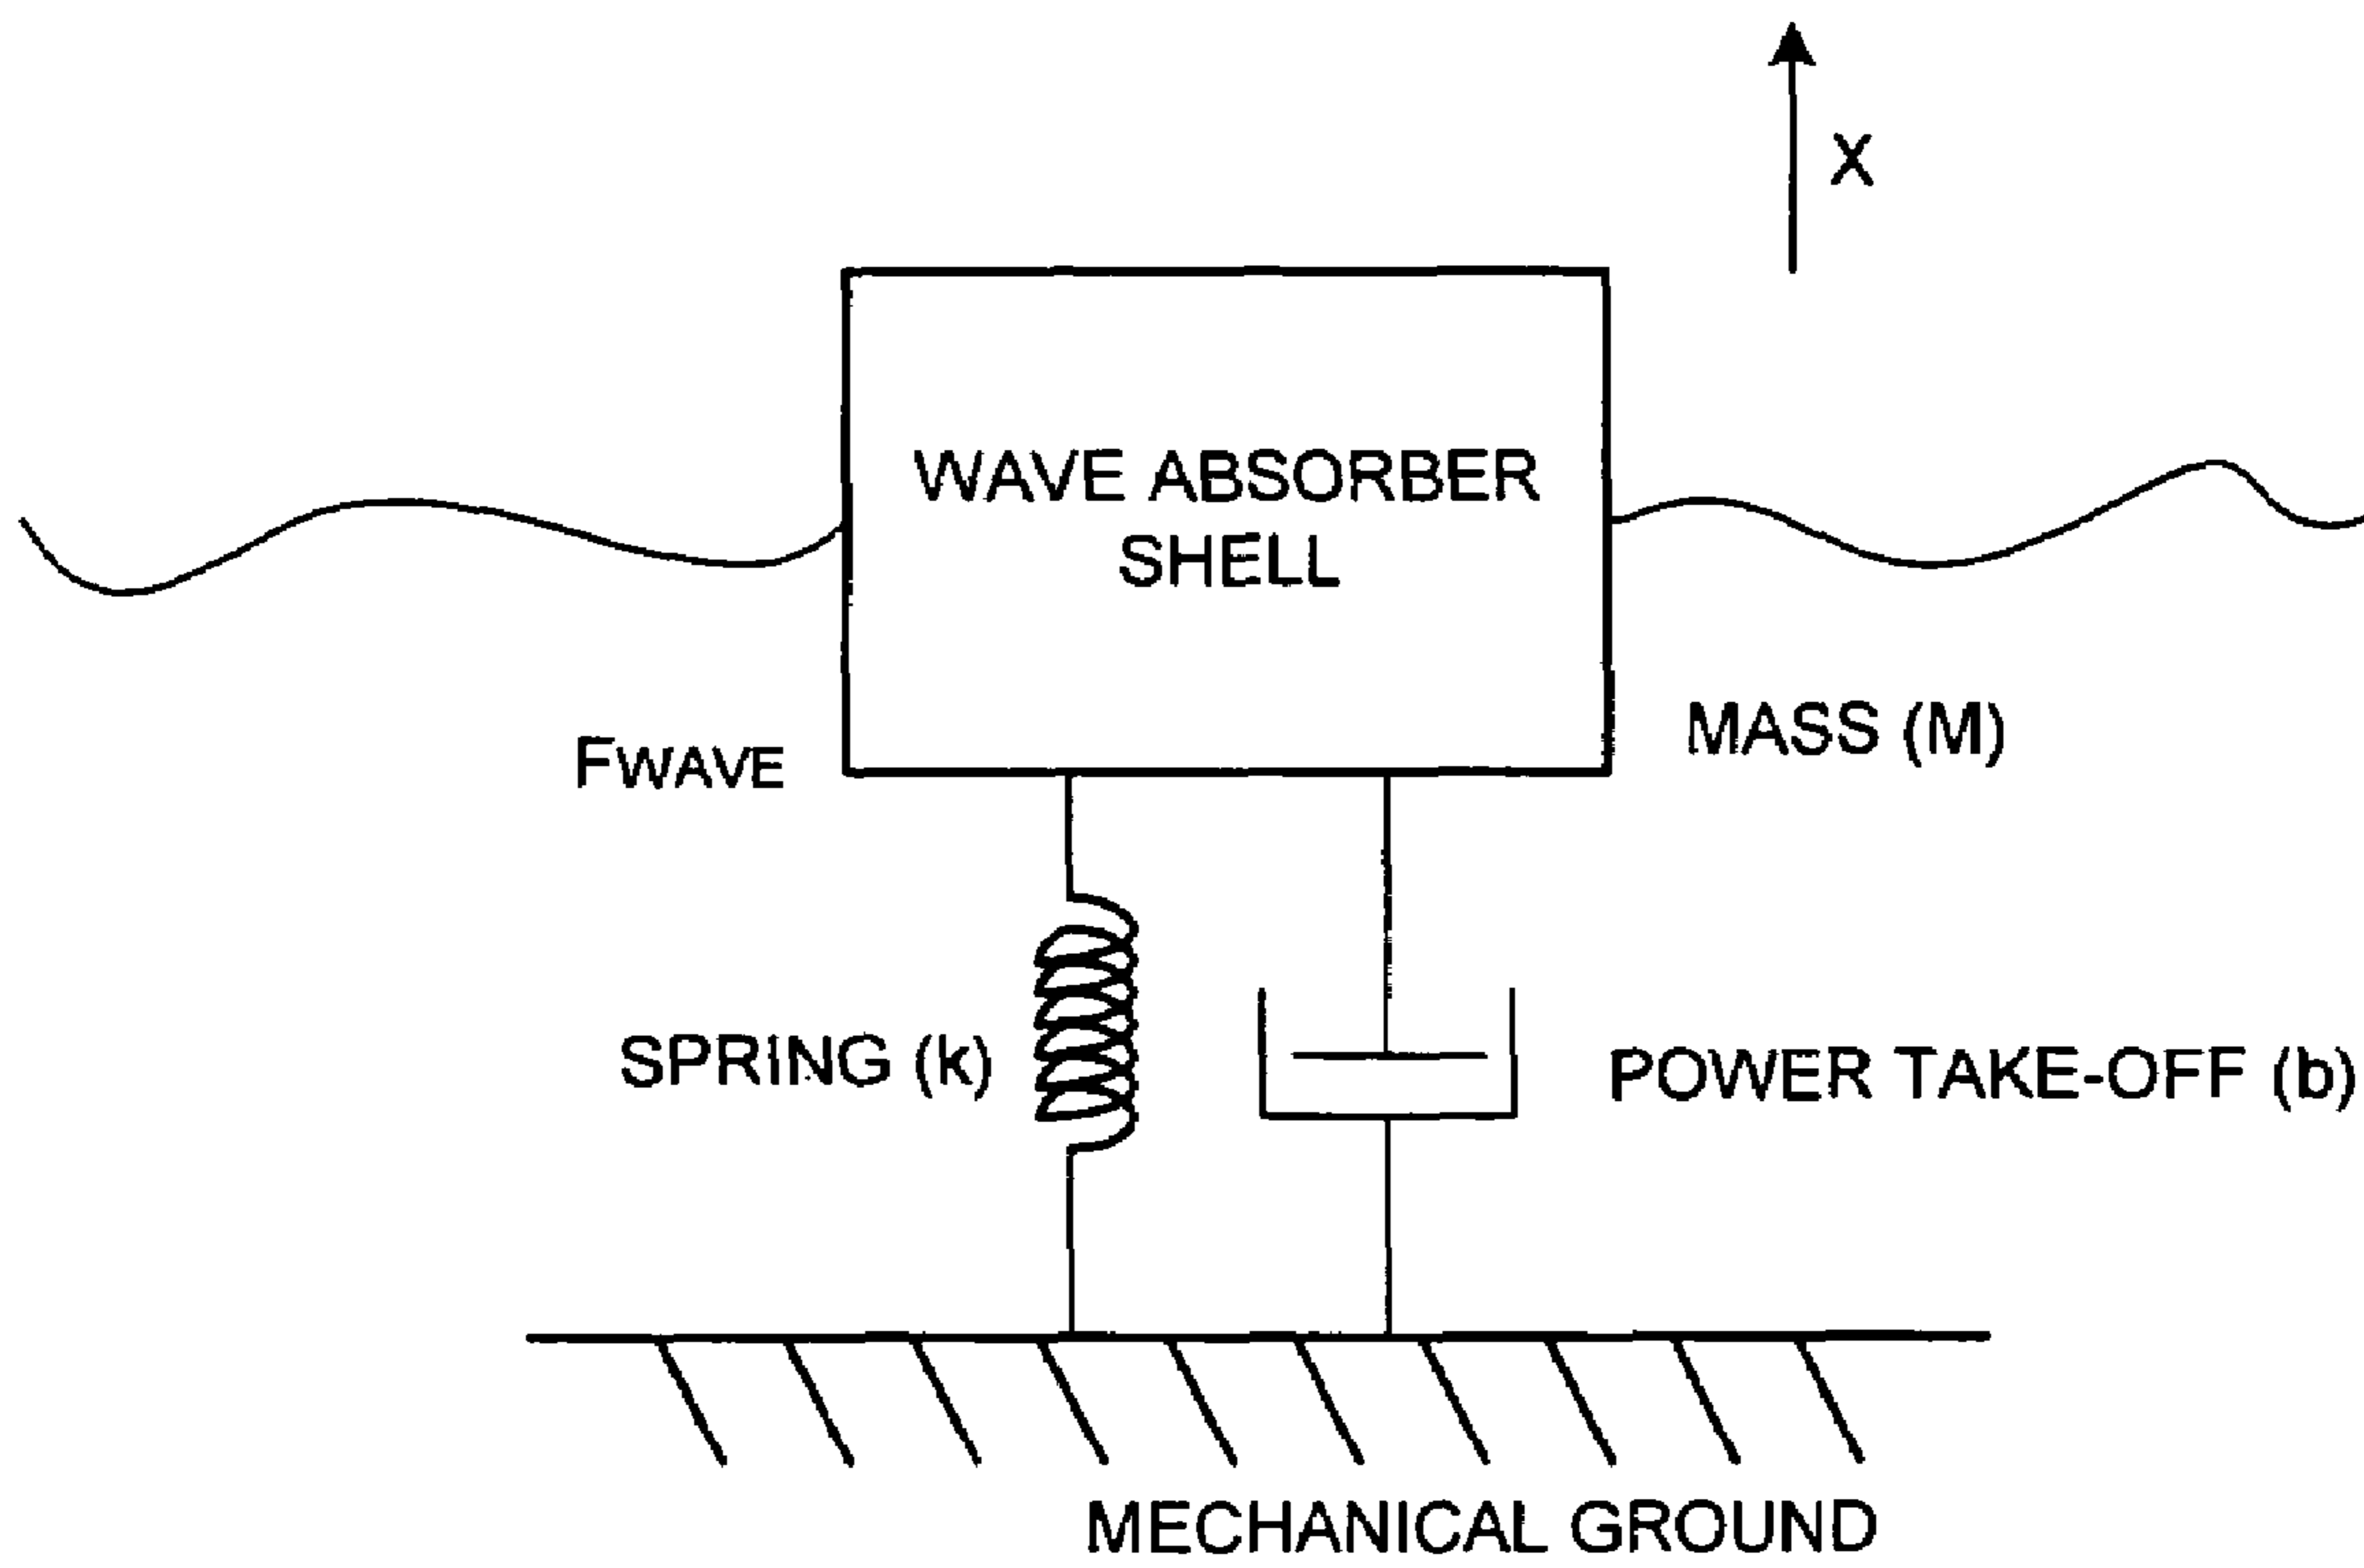 X
WAVE ABSORBER
SHELL
FWAVE
MASS (M)
SPRING (k)
POWER TAKE-OFF (b)
MECHANICAL GROUND